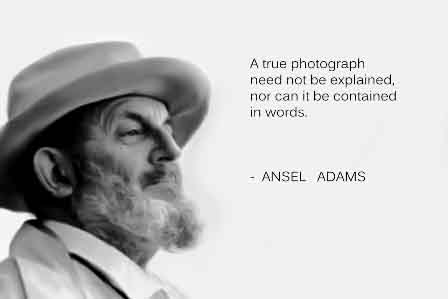 A true photograph
need not be explained,
nor can it be contained
in words.
- ANSEL ADAMS